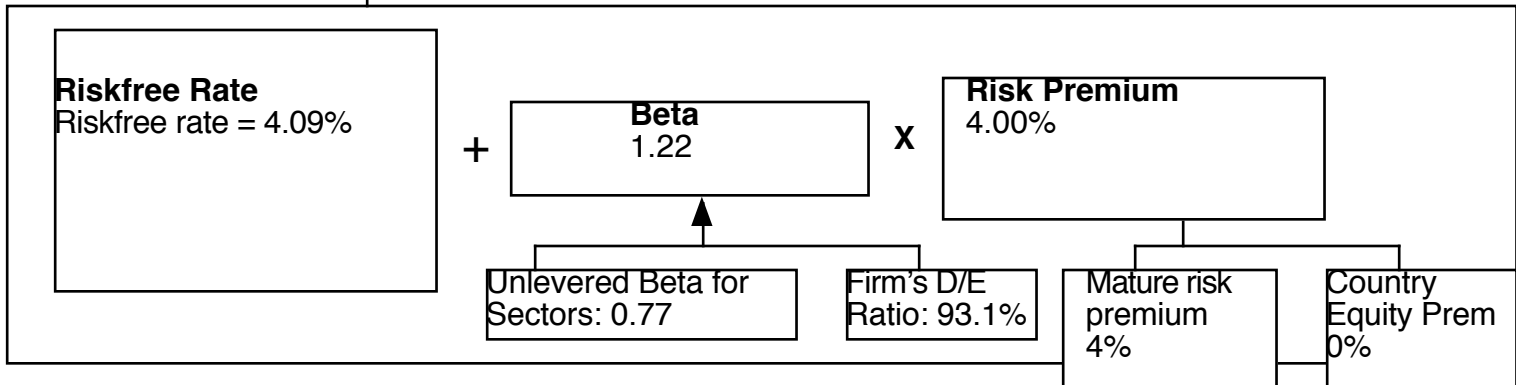 Riskfree Rate
Riskfree rate = 4.09%
+
Beta
1.22
X
Risk Premium
4.00%
Unlevered Beta for
Sectors: 0.77
Firm's D/E
Ratio: 93.1%
Mature risk
premium
4%
Country
Equity Prem
0%